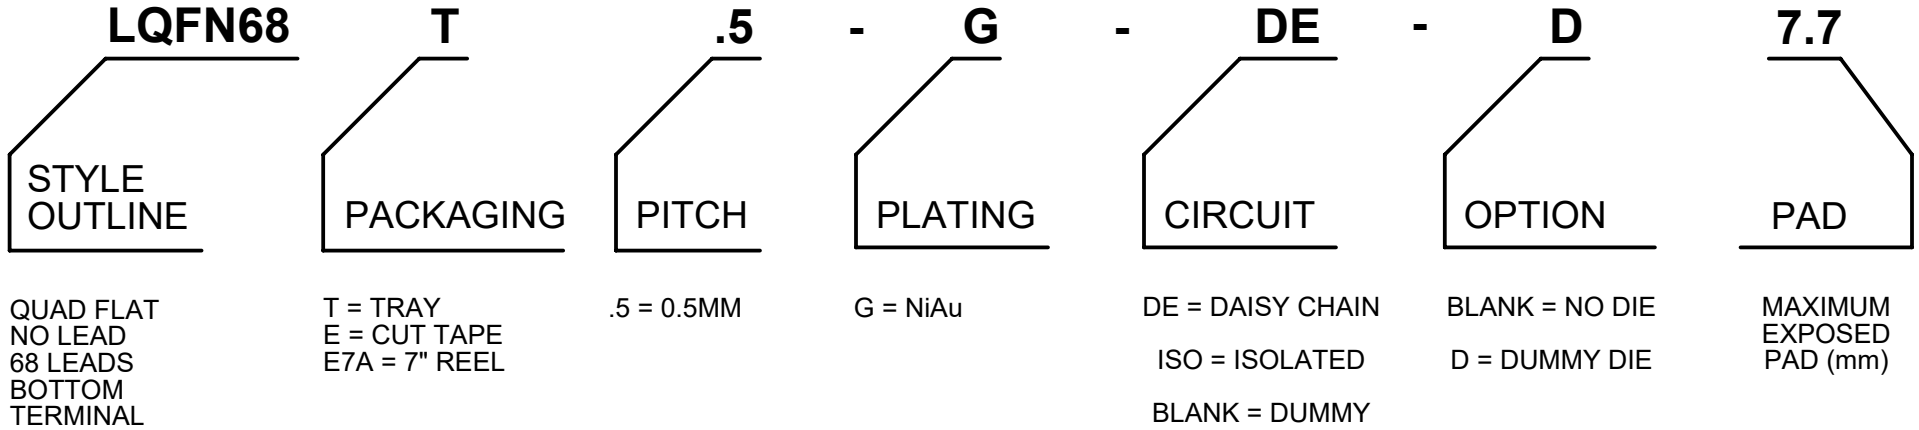 LQFN68 T .5 - G - DE - D 7.7
STYLE
OUTLINE
PACKAGING
PITCH
PLATING
CIRCUIT
OPTION
PAD
QUAD FLAT
NO LEAD
68 LEADS
BOTTOM
TERMINAL
T = TRAY
E = CUT TAPE
E7A = 7" REEL
.5 = 0.5MM
G = NiAu
DE = DAISY CHAIN
ISO = ISOLATED
BLANK = DUMMY
BLANK = NO DIE
D = DUMMY DIE
MAXIMUM
EXPOSED
PAD (mm)